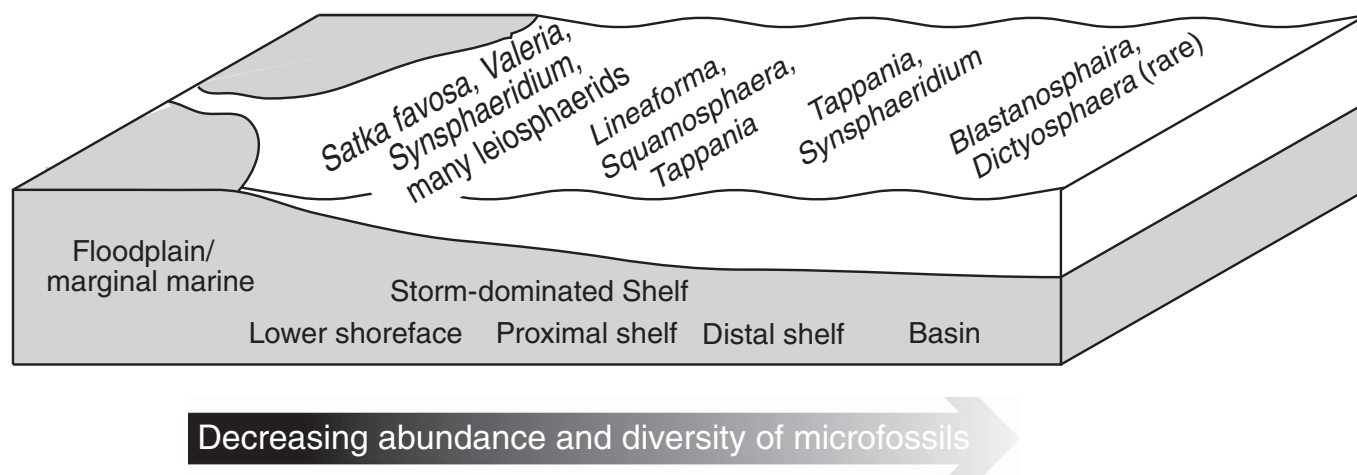 Satka favosa, Valeria,
Synsphaeridium,
many leiosphaerids
Lineaforma,
Squamosphaera,
Tappania
Tappania,
Synsphaeridium
Blastanosphaira,
Dictyosphaera (rare)
Floodplain/
marginal marine
Storm-dominated Shelf
Lower shoreface
Proximal shelf
Distal shelf
Basin
Decreasing abundance and diversity of microfossils